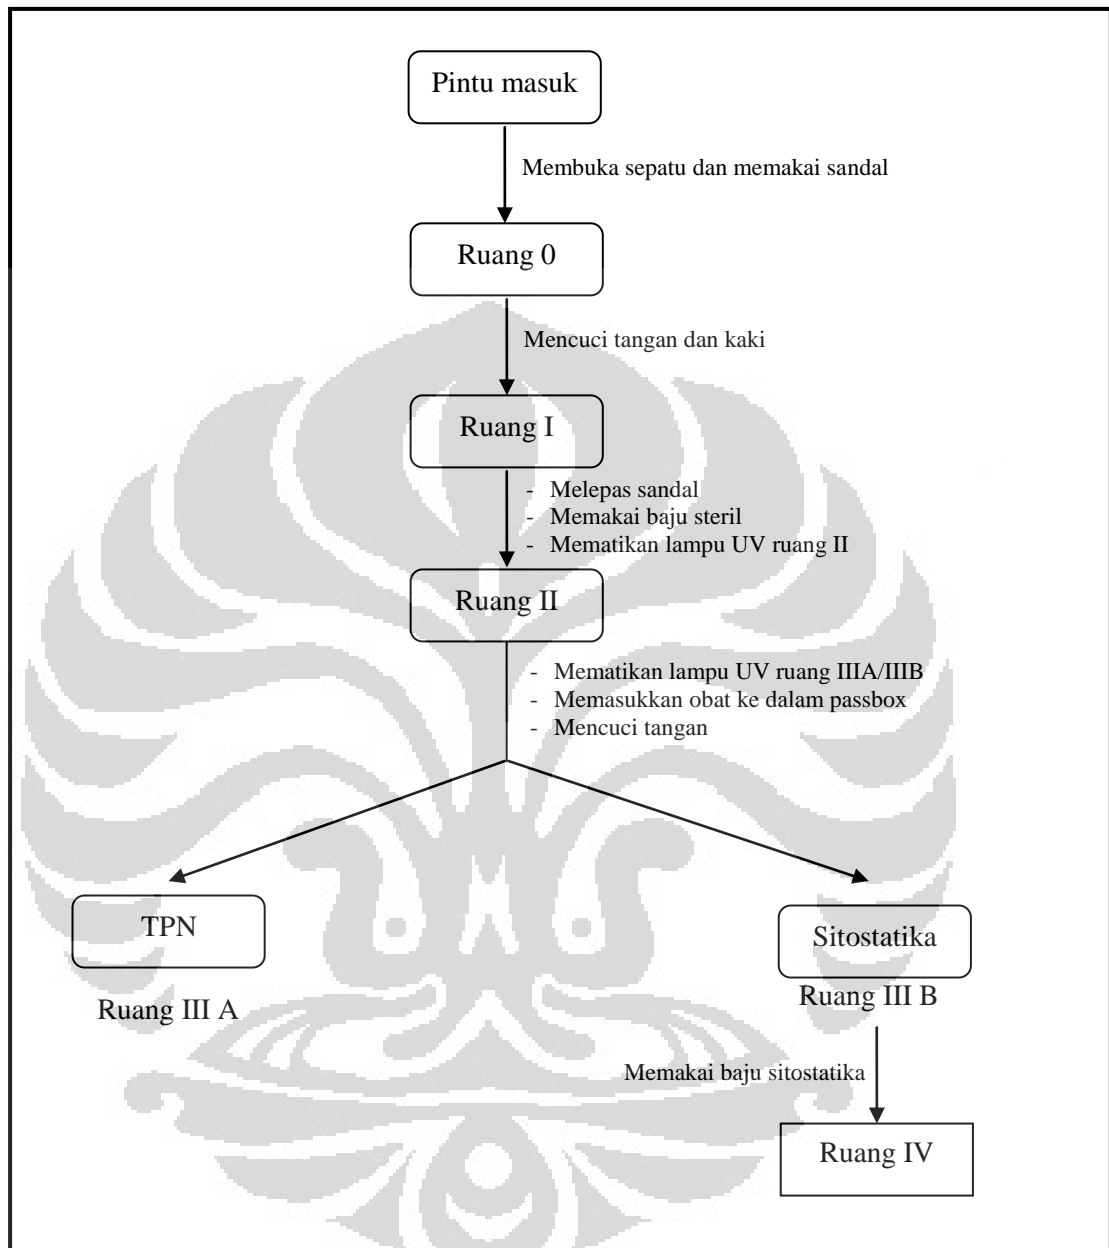 Pintu masuk
Membuka sepatu dan memakai sandal
Ruang 0
Mencuci tangan dan kaki
Ruang I
- Melepas sandal
- Memakai baju steril
- Mematikan lampu UV ruang II
Ruang II
- Mematikan lampu UV ruang IIIA/IIIB
- Memasukkan obat ke dalam passbox
- Mencuci tangan
TPN
Ruang III A
Sitostatika
Ruang III B
Memakai baju sitostatika
Ruang IV